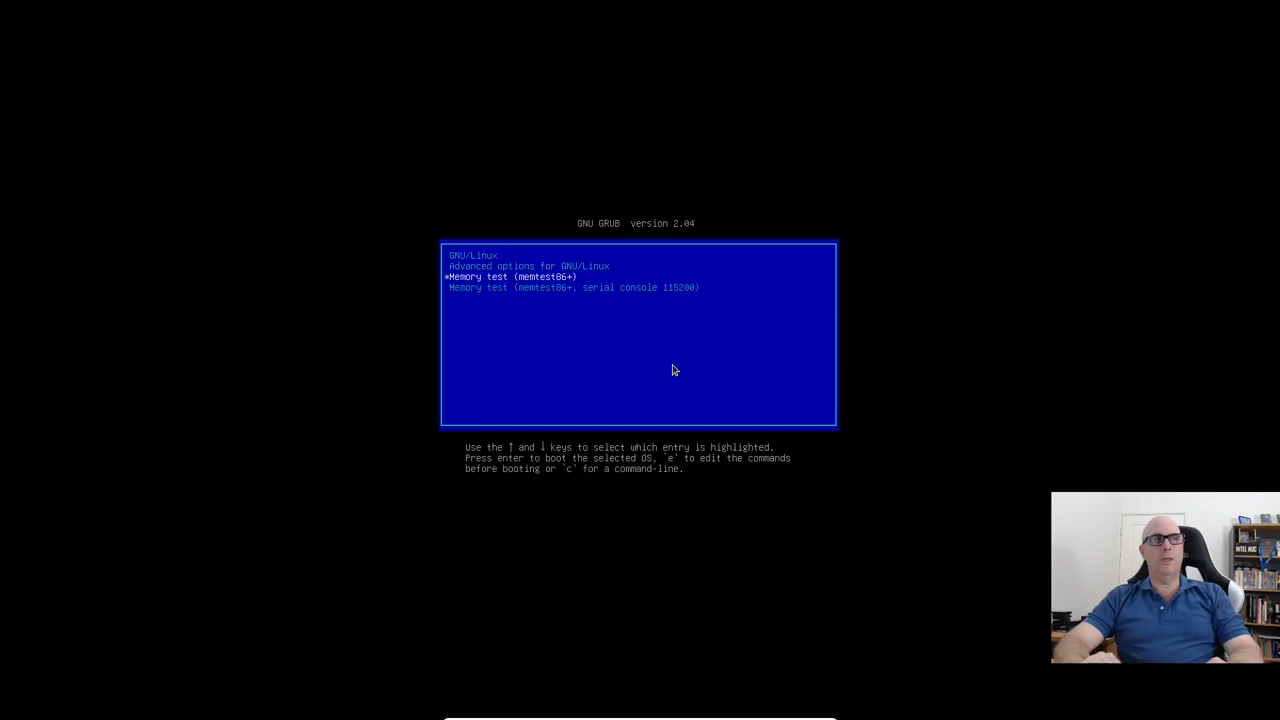 GNU GRUB  version 2.04
GNU/Linux
Advanced options for GNU/Linux
*Memory test (memtest86+)
Memory test (memtest86+, serial console 115200)
Use the ↑ and ↓ keys to select which entry is highlighted.
Press enter to boot the selected OS, `e' to edit the commands
before booting or `c' for a command-line.
INTEL NUC